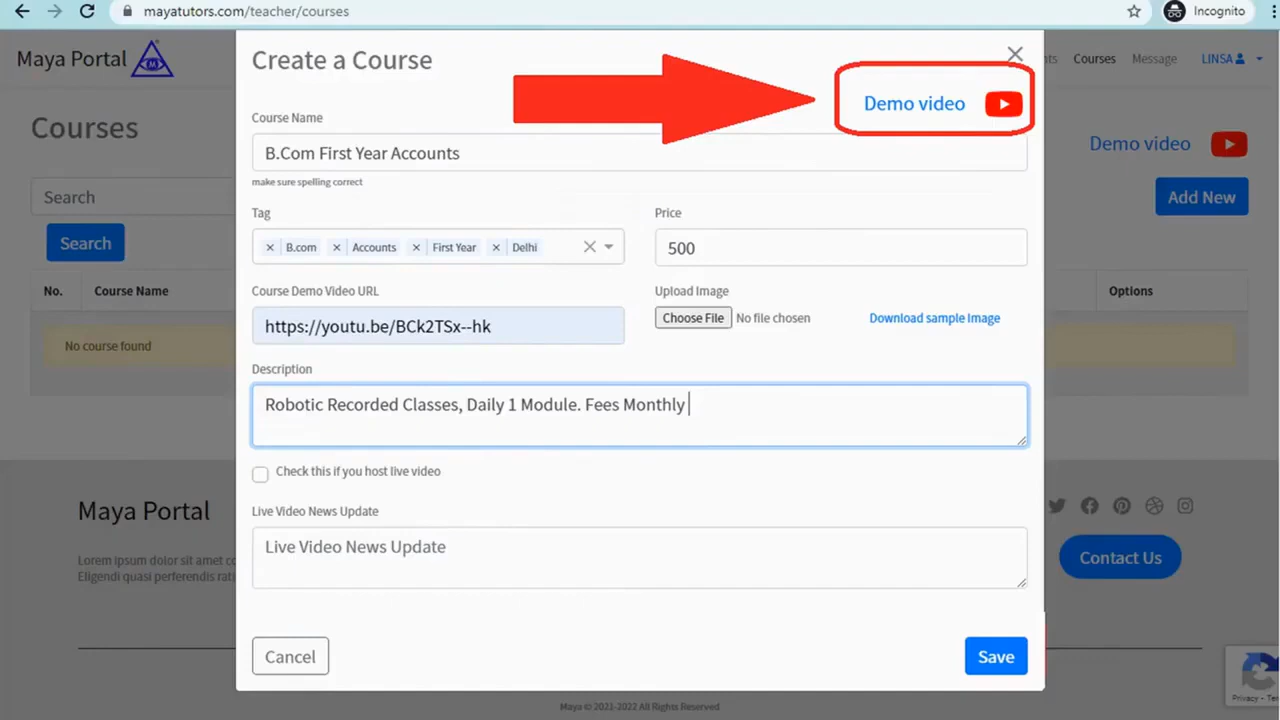 mayatutors.com/teacher/courses
Incognito
Maya Portal
Create a Course
nts
Courses
Message
LINSA
Demo video
Courses
Course Name
B.Com First Year Accounts
make sure spelling correct
Demo video
Search
Add New
Search
Tag
Price
× B.com × Accounts × First Year × Delhi
500
No.
Course Name
Options
Course Demo Video URL
Upload Image
https://youtu.be/BCk2TSx--hk
Choose File No file chosen
Download sample Image
No course found
Description
Robotic Recorded Classes, Daily 1 Module. Fees Monthly
Check this if you host live video
Live Video News Update
Live Video News Update
Maya Portal
Lorem ipsum dolor sit amet co
Eligendi quasi perferendis rati
Contact Us
Cancel
Save
Privacy - Ter
Maya © 2021-2022 All Rights Reserved